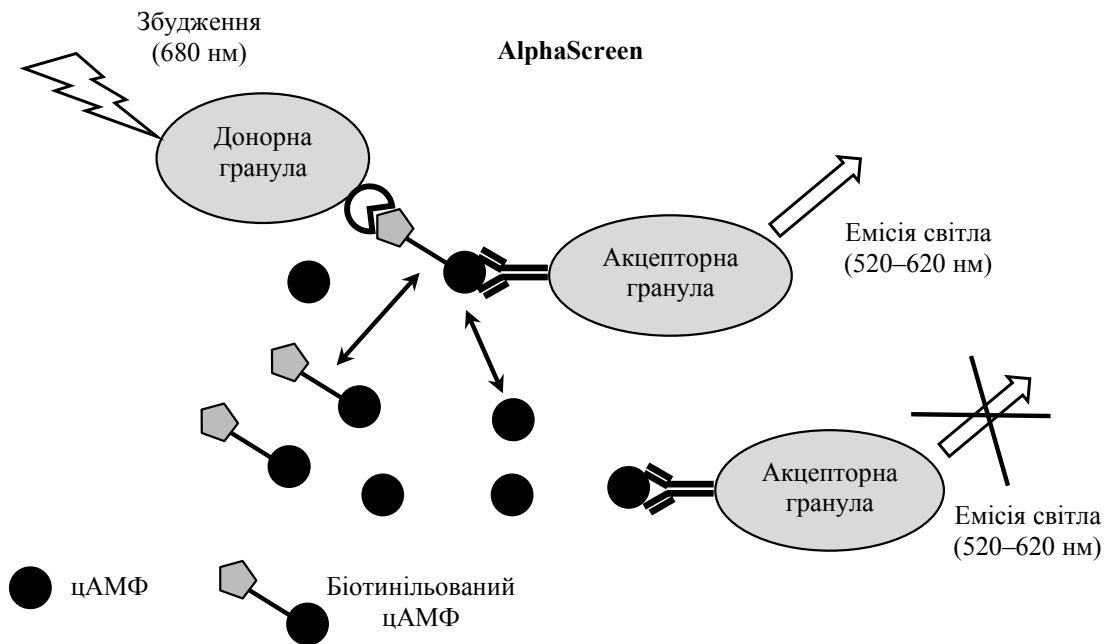 Збудження
(680 нм)
AlphaScreen
Донорна
гранула
Акцепторна
гранула
Емісія світла
(520–620 нм)
Акцепторна
гранула
Емісія світла
(520–620 нм)
цАМФ
Біотинільований
цАМФ